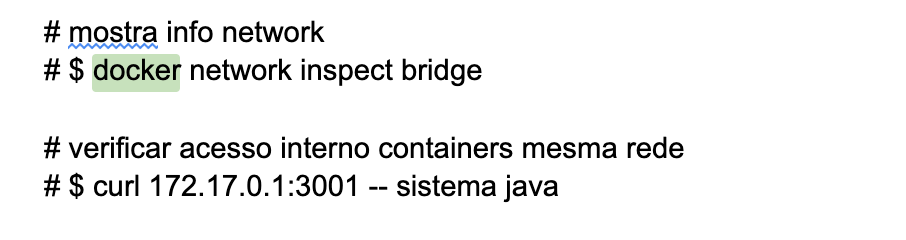 # mostra info network
# $ docker network inspect bridge
# verificar acesso interno containers mesma rede
# $ curl 172.17.0.1:3001 -- sistema java